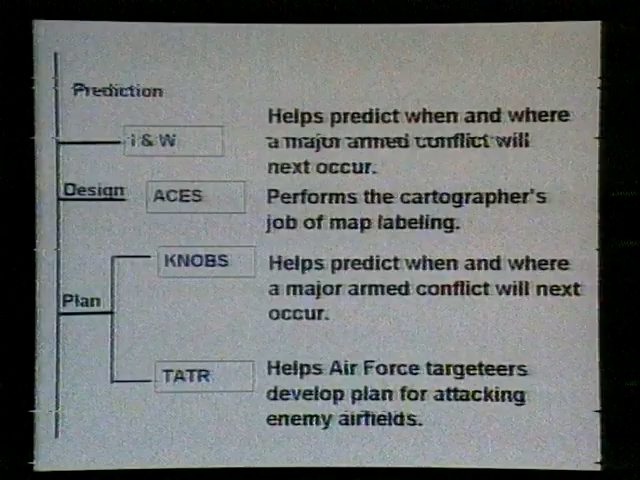 Prediction
I & W
Helps predict when and where
a major armed conflict will
next occur.
Design
ACES
Performs the cartographer's
job of map labeling.
Plan
KNOBS
Helps predict when and where
a major armed conflict will next
occur.
TATR
Helps Air Force targeteers
develop plan for attacking
enemy airfields.